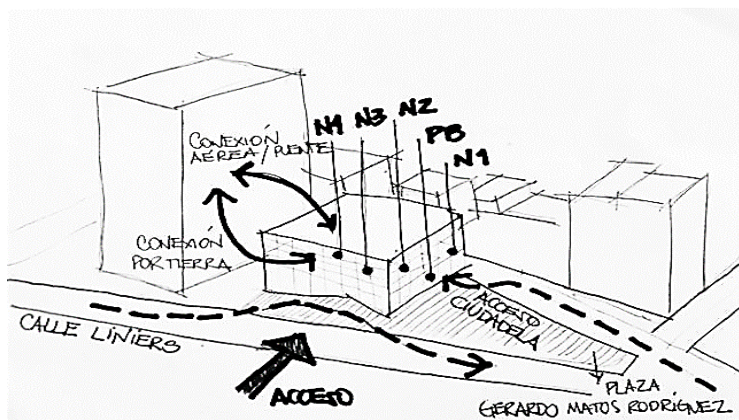 N4
N3
N2
PB
N1
CONEXIÓN
AÉREA/PUENTE
CONEXIÓN
POR TIERRA
ACCESO
CIUDADELA
CALLE LINIERS
ACCESO
PLAZA
GERARDO MATOS RODRÍGUEZ